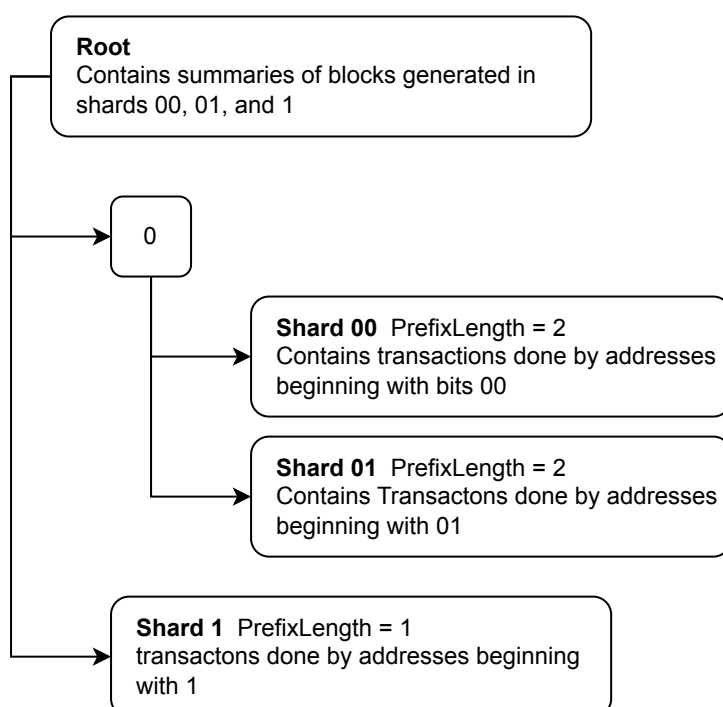 Root
Contains summaries of blocks generated in
shards 00, 01, and 1
0
Shard 00 PrefixLength = 2
Contains transactions done by addresses
beginning with bits 00
Shard 01 PrefixLength = 2
Contains Transactons done by addresses
beginning with 01
Shard 1 PrefixLength = 1
transactons done by addresses beginning
with 1